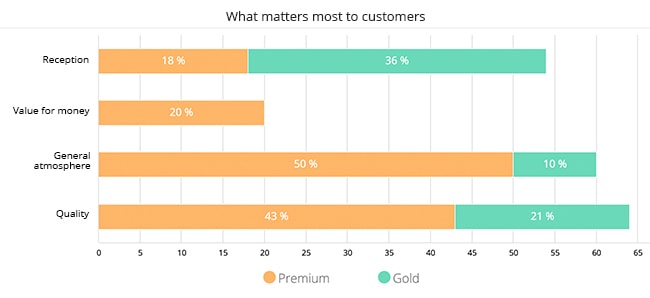 What matters most to customers
Reception
18 %
36 %
Value for money
20 %
General
atmosphere
50 %
10 %
Quality
43 %
21 %
0 5 10 15 20 25 30 35 40 45 50 55 60 65
Premium Gold